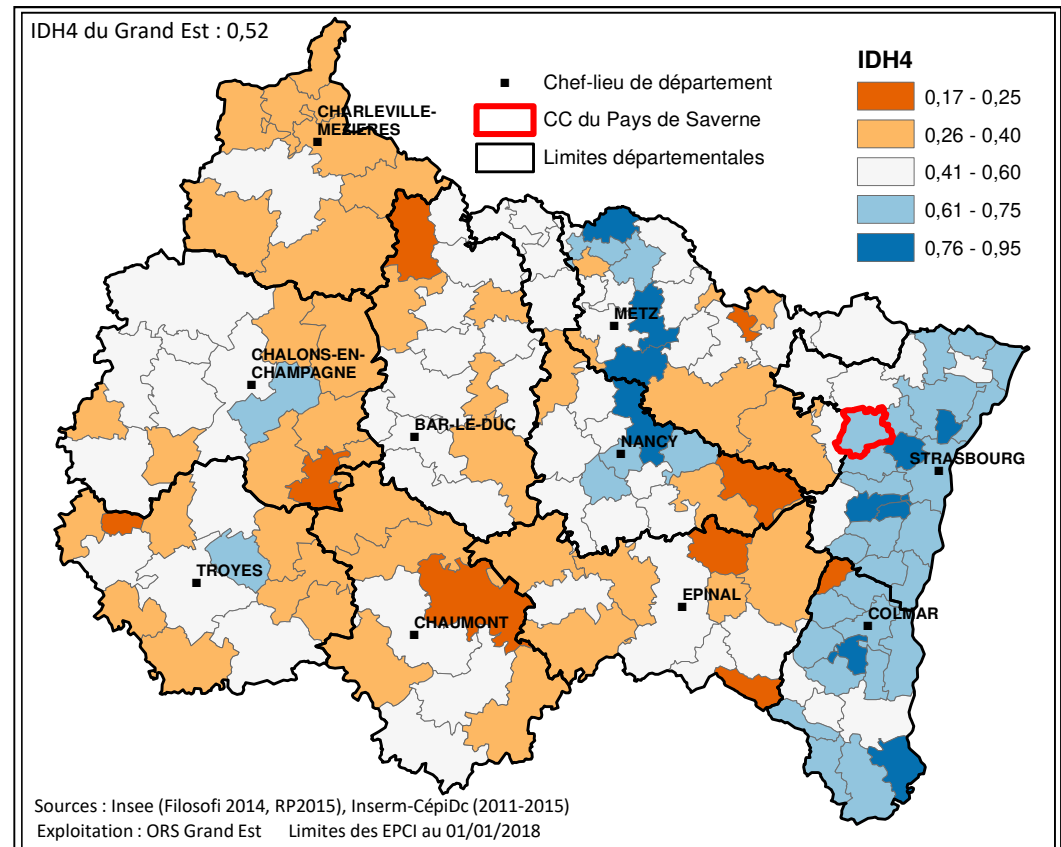 IDH4 du Grand Est : 0,52
IDH4
Chef-lieu de département
CC du Pays de Saverne
Limites départementales
0,17 - 0,25
0,26 - 0,40
0,41 - 0,60
0,61 - 0,75
0,76 - 0,95
CHARLEVILLE-
MEZIERES
METZ
CHALONS-EN-
CHAMPAGNE
BAR-LE-DUC
NANCY
STRASBOURG
TROYES
CHAUMONT
EPINAL
COLMAR
Sources : Insee (Filosofi 2014, RP2015), Inserm-CépiDc (2011-2015)
Exploitation : ORS Grand Est Limites des EPCI au 01/01/2018